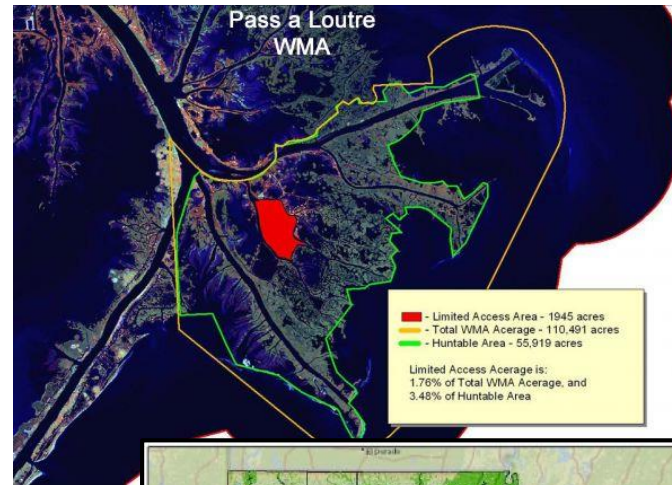 Pass a Loutre
WMA
- Limited Access Area - 1945 acres
- Total WMA Acerage - 110,491 acres
- Huntable Area - 55,919 acres
Limited Access Acerage is:
1.76% of Total WMA Acerage, and
3.48% of Huntable Area